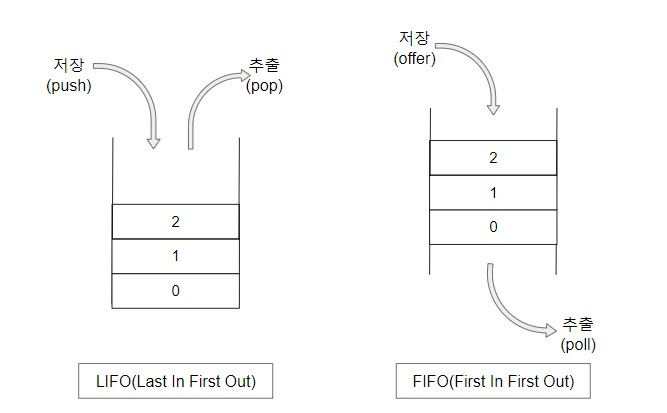 저장
(push)
추출
(pop)
2
1
0
LIFO(Last In First Out)
저장
(offer)
2
1
0
추출
(poll)
FIFO(First In First Out)